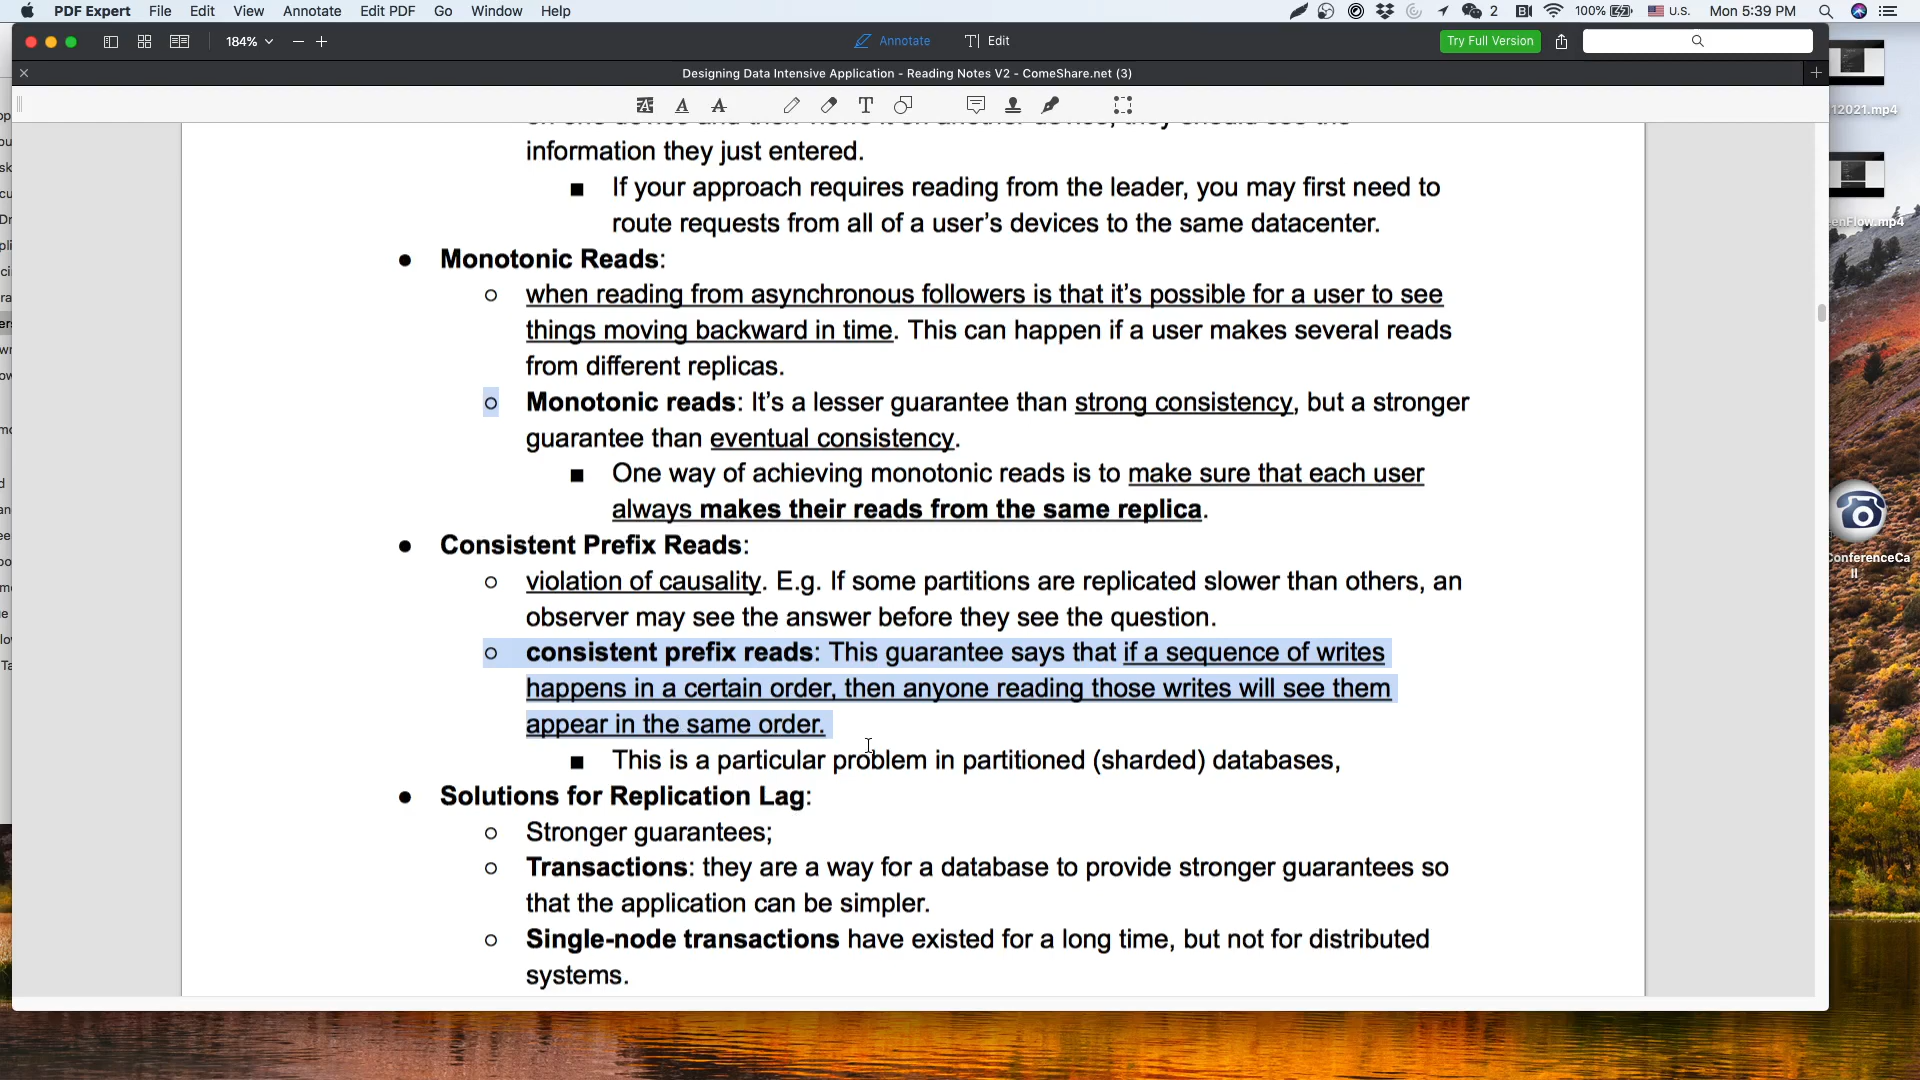 PDF Expert File Edit View Annotate Edit PDF Go Window Help 2 100% U.S. Mon 5:39 PM
184% Annotate Edit Try Full Version
Designing Data Intensive Application - Reading Notes V2 - ComeShare.net (3)
12021.mp4
information they just entered.
■ If your approach requires reading from the leader, you may first need to
route requests from all of a user's devices to the same datacenter.
enFlow.mp4
● Monotonic Reads:
○ when reading from asynchronous followers is that it's possible for a user to see
things moving backward in time. This can happen if a user makes several reads
from different replicas.
○ Monotonic reads: It's a lesser guarantee than strong consistency, but a stronger
guarantee than eventual consistency.
■ One way of achieving monotonic reads is to make sure that each user
always makes their reads from the same replica.
● Consistent Prefix Reads:
○ violation of causality. E.g. If some partitions are replicated slower than others, an
observer may see the answer before they see the question.
onferenceCa
ll
○ consistent prefix reads: This guarantee says that if a sequence of writes
happens in a certain order, then anyone reading those writes will see them
appear in the same order.
■ This is a particular problem in partitioned (sharded) databases,
● Solutions for Replication Lag:
○ Stronger guarantees;
○ Transactions: they are a way for a database to provide stronger guarantees so
that the application can be simpler.
○ Single-node transactions have existed for a long time, but not for distributed
systems.